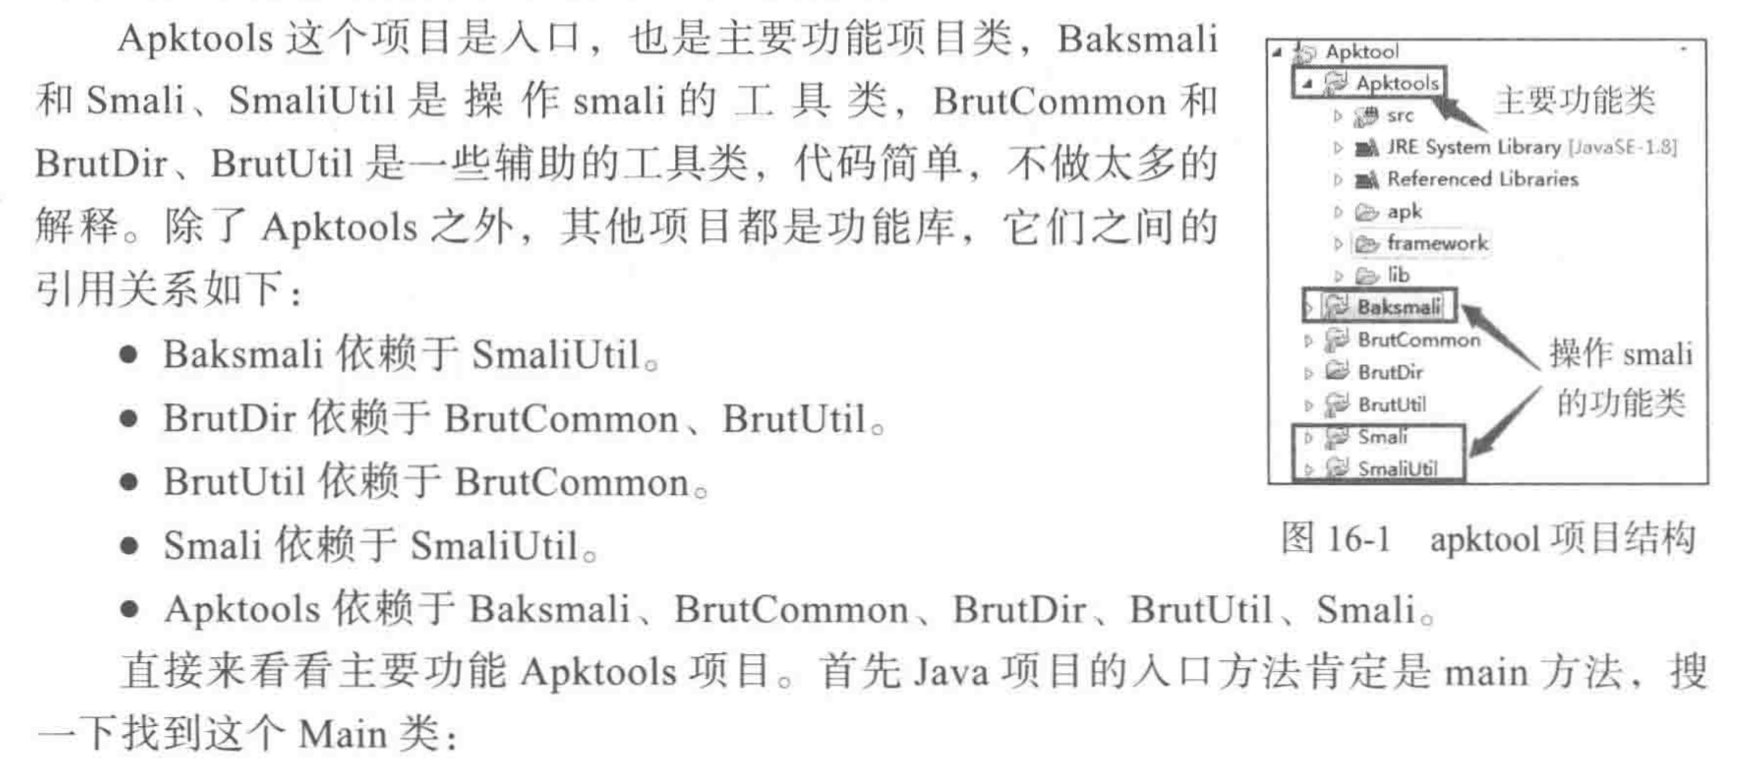 Apktools 这个项目是入口，也是主要功能项目类，Baksmali
和 Smali、SmaliUtil 是操作 smali 的工具类，BrutCommon 和
BrutDir、BrutUtil 是一些辅助的工具类，代码简单，不做太多的
解释。除了 Apktools 之外，其他项目都是功能库，它们之间的
引用关系如下：
● Baksmali 依赖于 SmaliUtil。
● BrutDir 依赖于 BrutCommon、BrutUtil。
● BrutUtil 依赖于 BrutCommon。
● Smali 依赖于 SmaliUtil。
Apktool
Apktools
主要功能类
src
JRE System Library [JavaSE-1.8]
Referenced Libraries
apk
framework
lib
Baksmali
BrutCommon
操作 smali
BrutDir
的功能类
BrutUtil
Smali
SmaliUtil
图 16-1 apktool 项目结构
● Apktools 依赖于 Baksmali、BrutCommon、BrutDir、BrutUtil、Smali。
直接来看看主要功能 Apktools 项目。首先 Java 项目的入口方法肯定是 main 方法，搜
一下找到这个 Main 类：